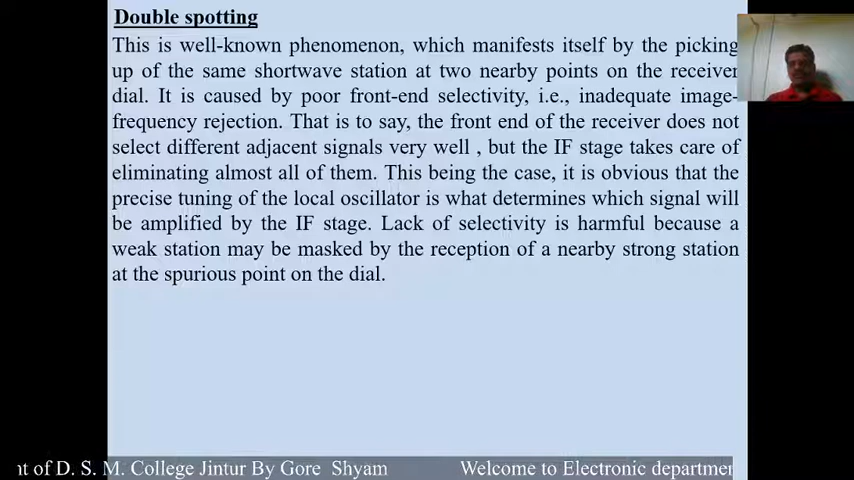 Double spotting
This is well-known phenomenon, which manifests itself by the picking
up of the same shortwave station at two nearby points on the receiver
dial. It is caused by poor front-end selectivity, i.e., inadequate image-
frequency rejection. That is to say, the front end of the receiver does not
select different adjacent signals very well , but the IF stage takes care of
eliminating almost all of them. This being the case, it is obvious that the
precise tuning of the local oscillator is what determines which signal will
be amplified by the IF stage. Lack of selectivity is harmful because a
weak station may be masked by the reception of a nearby strong station
at the spurious point on the dial.
nt of D. S. M. College Jintur By Gore Shyam Welcome to Electronic departmen